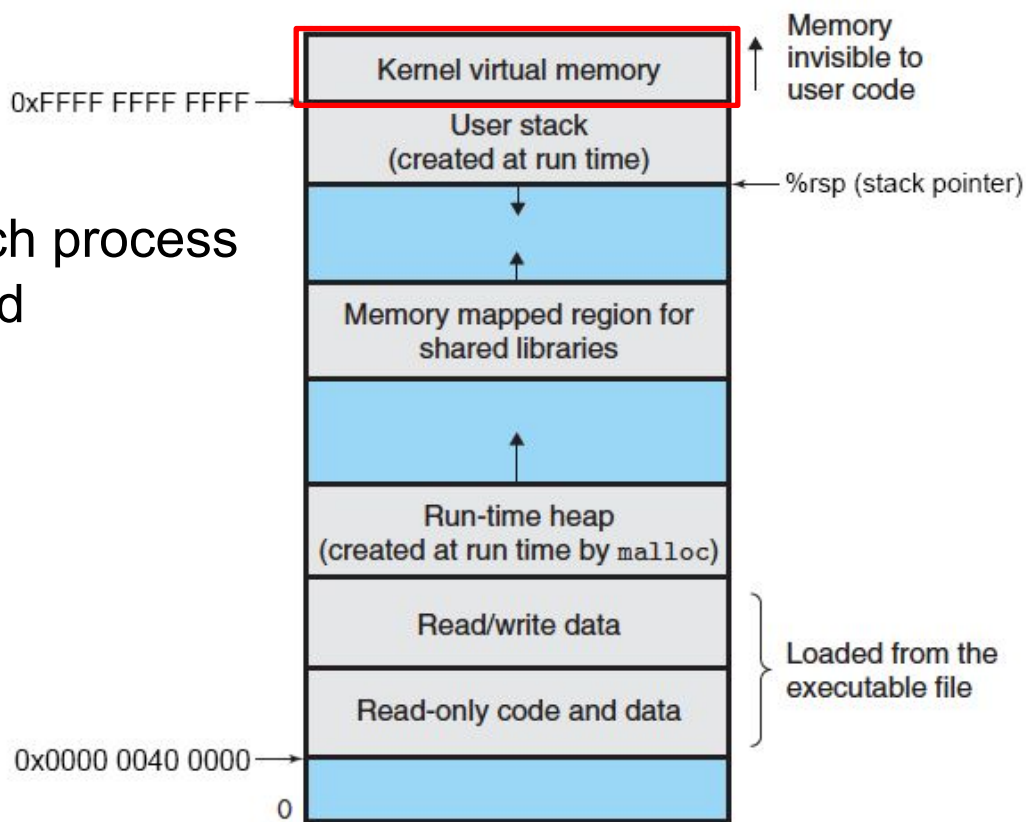 Memory
invisible to
user code
Kernel virtual memory
0xFFFF FFFF FFFF
User stack
(created at run time)
%rsp (stack pointer)
ch process
d
Memory mapped region for
shared libraries
Run-time heap
(created at run time by malloc)
Read/write data
Loaded from the
executable file
Read-only code and data
0x0000 0040 0000
0